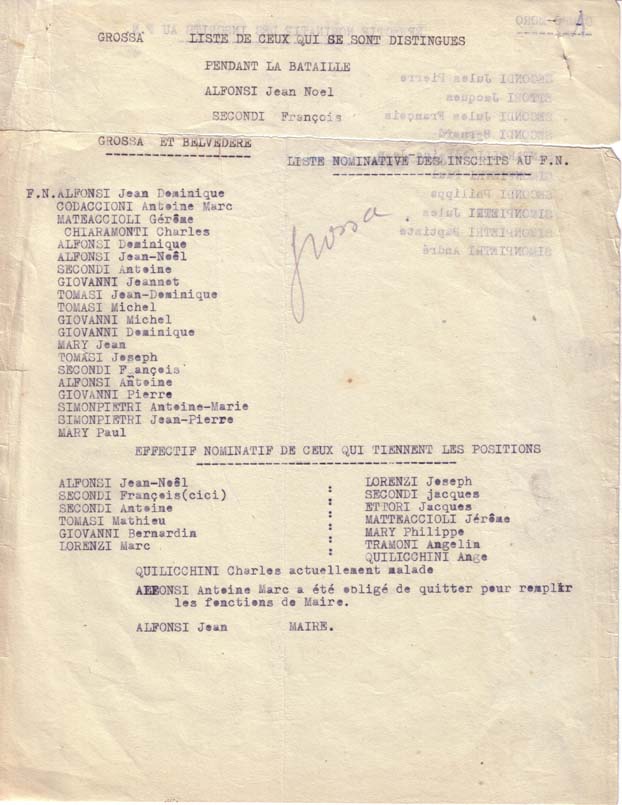 GROSSA LISTE DE CEUX QUI SE SONT DISTINGUES
PENDANT LA BATAILLE
ALFONSI Jean Noel
SECONDI François
GROSSA ET BELVEDERE
LISTE NOMINATIVE DES INSCRITS AU F.N.
grossa.
F.N.ALFONSI Jean Dominique
CODACCIONI Antoine Marc
MATEACCIOLI Gérôme
CHIARAMONTI Charles
ALFONSI Dominique
ALFONSI Jean-Noël
SECONDI Antoine
GIOVANNI Jeannot
TOMASI Jean-Dominique
TOMASI Michel
GIOVANNI Michel
GIOVANNI Dominique
MARY Jean
TOMASI Joseph
SECONDI François
ALFONSI Antoine
GIOVANNI Pierre
SIMONPIETRI Antoine-Marie
SIMONPIETRI Jean-Pierre
MARY Paul
EFFECTIF NOMINATIF DE CEUX QUI TIENNENT LES POSITIONS
ALFONSI Jean-Noël : LORENZI Joseph
SECONDI François(cici) : SECONDI jacques
SECONDI Antoine : ETTORI Jacques
TOMASI Mathieu : MATTEACCIOLI Jérôme
GIOVANNI Bernardin : MARY Philippe
LORENZI Marc : TRAMONI Angelin
QUILICCHINI Ange
QUILICCHINI Charles actuellement malade
ALFONSI Antoine Marc a été obligé de quitter pour remplir
les fonctions de Maire.
ALFONSI Jean MAIRE.